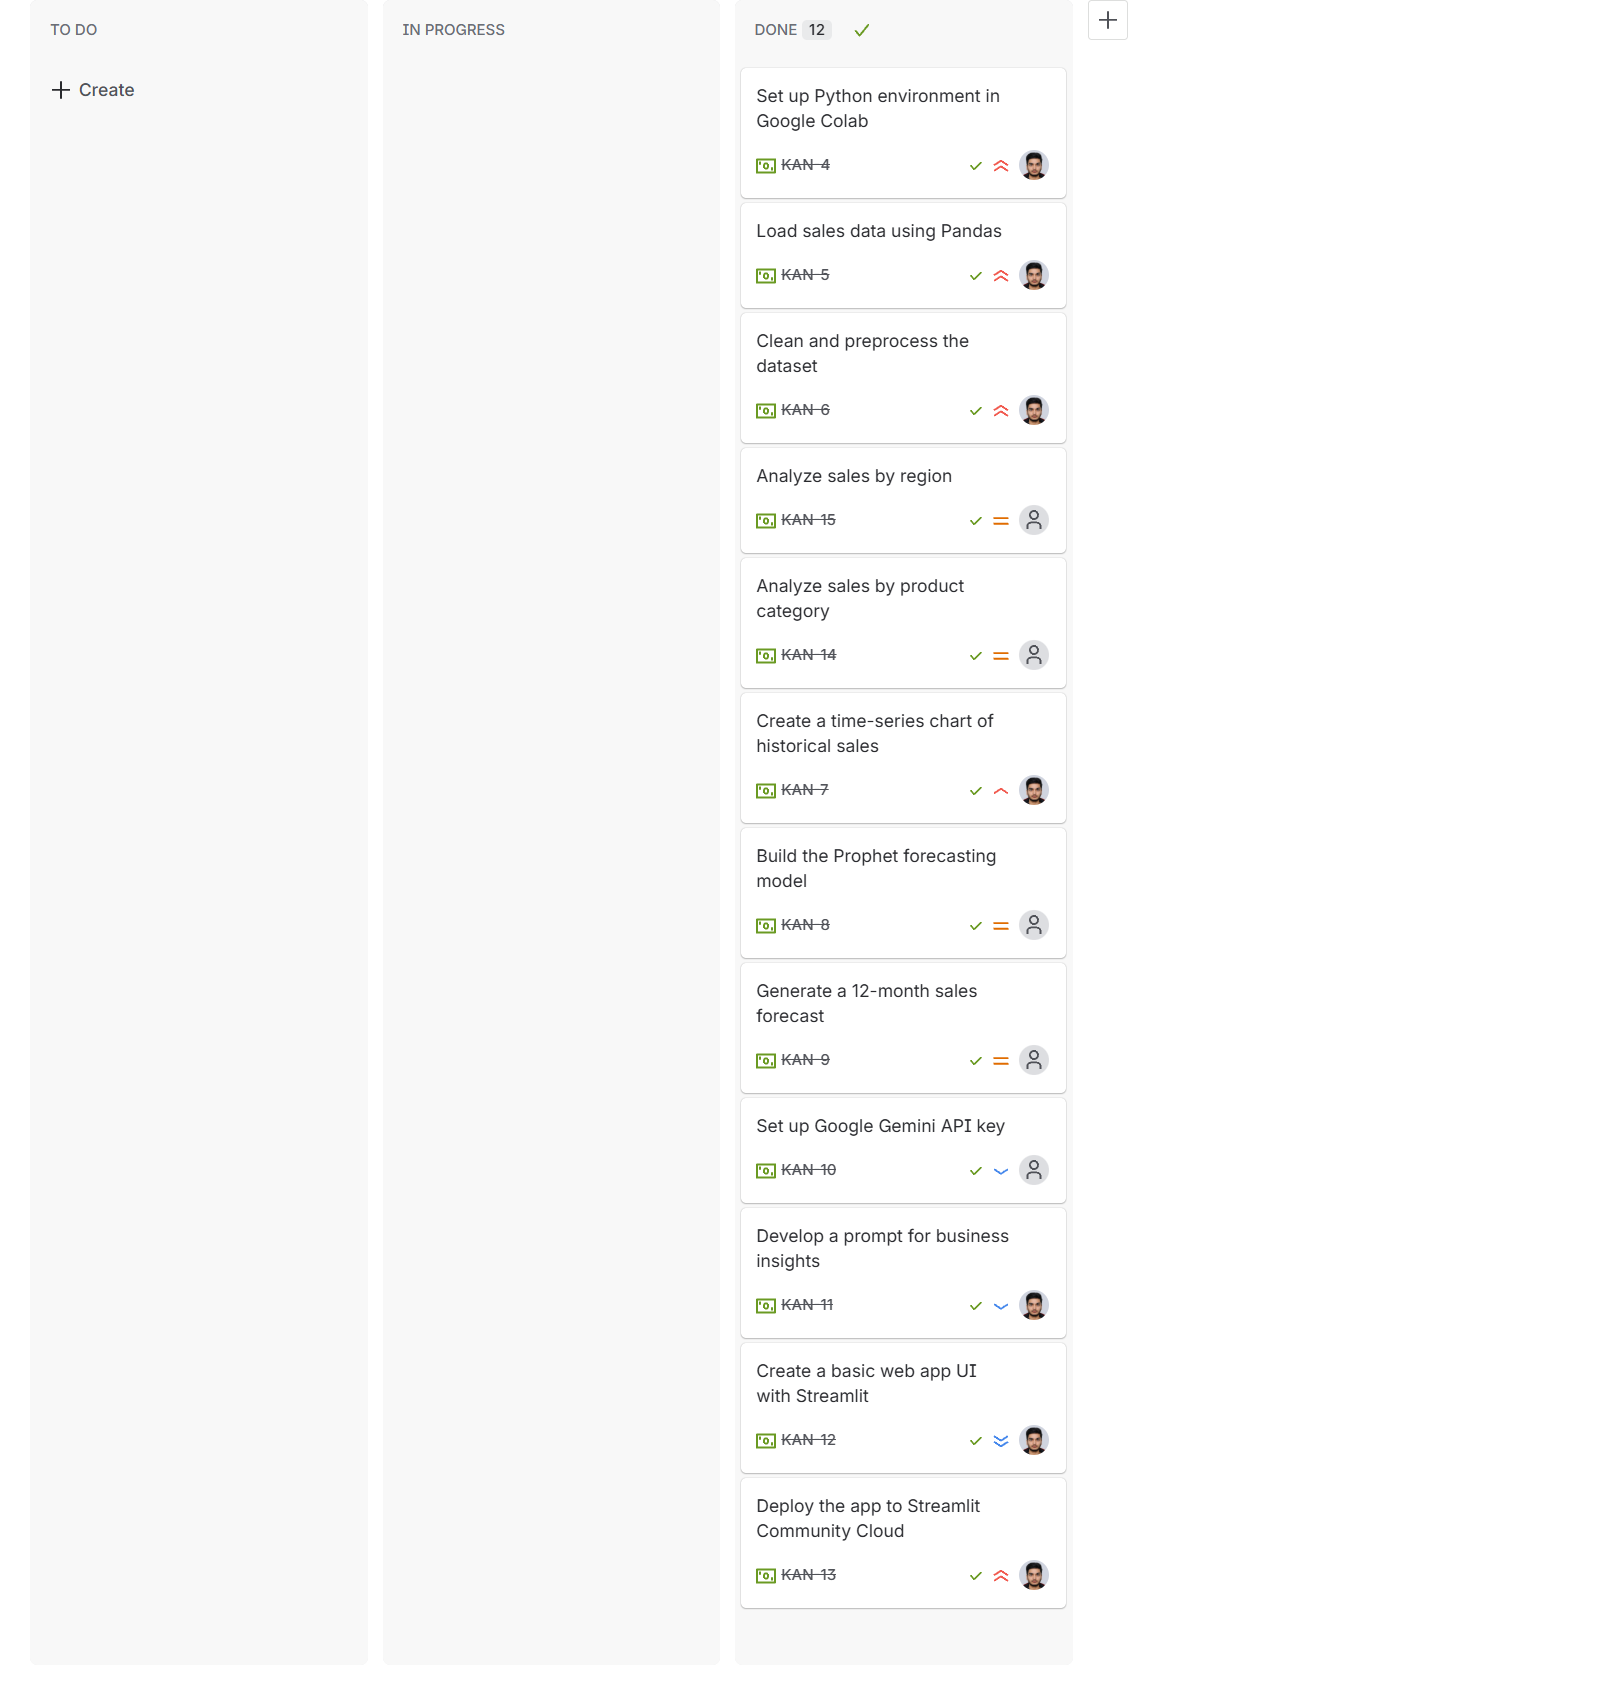 TO DO
Create
IN PROGRESS
DONE 12
Set up Python environment in
Google Colab
KAN-4
Load sales data using Pandas
KAN-5
Clean and preprocess the
dataset
KAN-6
Analyze sales by region
KAN-15
Analyze sales by product
category
KAN-14
Create a time-series chart of
historical sales
KAN-7
Build the Prophet forecasting
model
KAN-8
Generate a 12-month sales
forecast
KAN-9
Set up Google Gemini API key
KAN-10
Develop a prompt for business
insights
KAN-11
Create a basic web app UI
with Streamlit
KAN-12
Deploy the app to Streamlit
Community Cloud
KAN-13